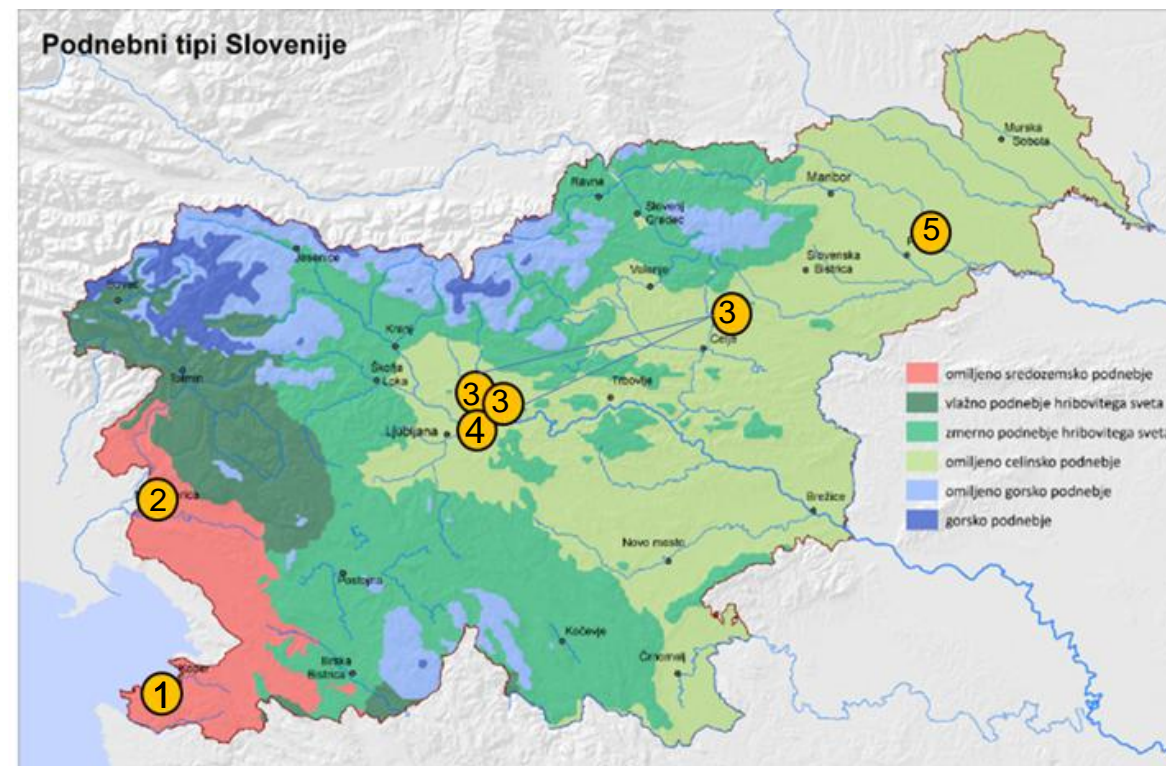 Podnebni tipi Slovenije
Murska
Sobota
Ravne
Maribor
Slovenj
Gradec
5
Jesenice
Slovenska
Bistrica
Velenje
3
Kranj
Celje
Škofja
Loka
Tolmin
Trbovlje
3
3
omiljeno sredozemsko podnebje
vlažno podnebje hribovitega sveta
Ljubljana
4
zmerno podnebje hribovitega sveta
omiljeno celinsko podnebje
2
omiljeno gorsko podnebje
Brežice
gorsko podnebje
Novo mesto
Postojna
Kočevje
Koper
1
Ilirska
Bistrica
Črnomelj